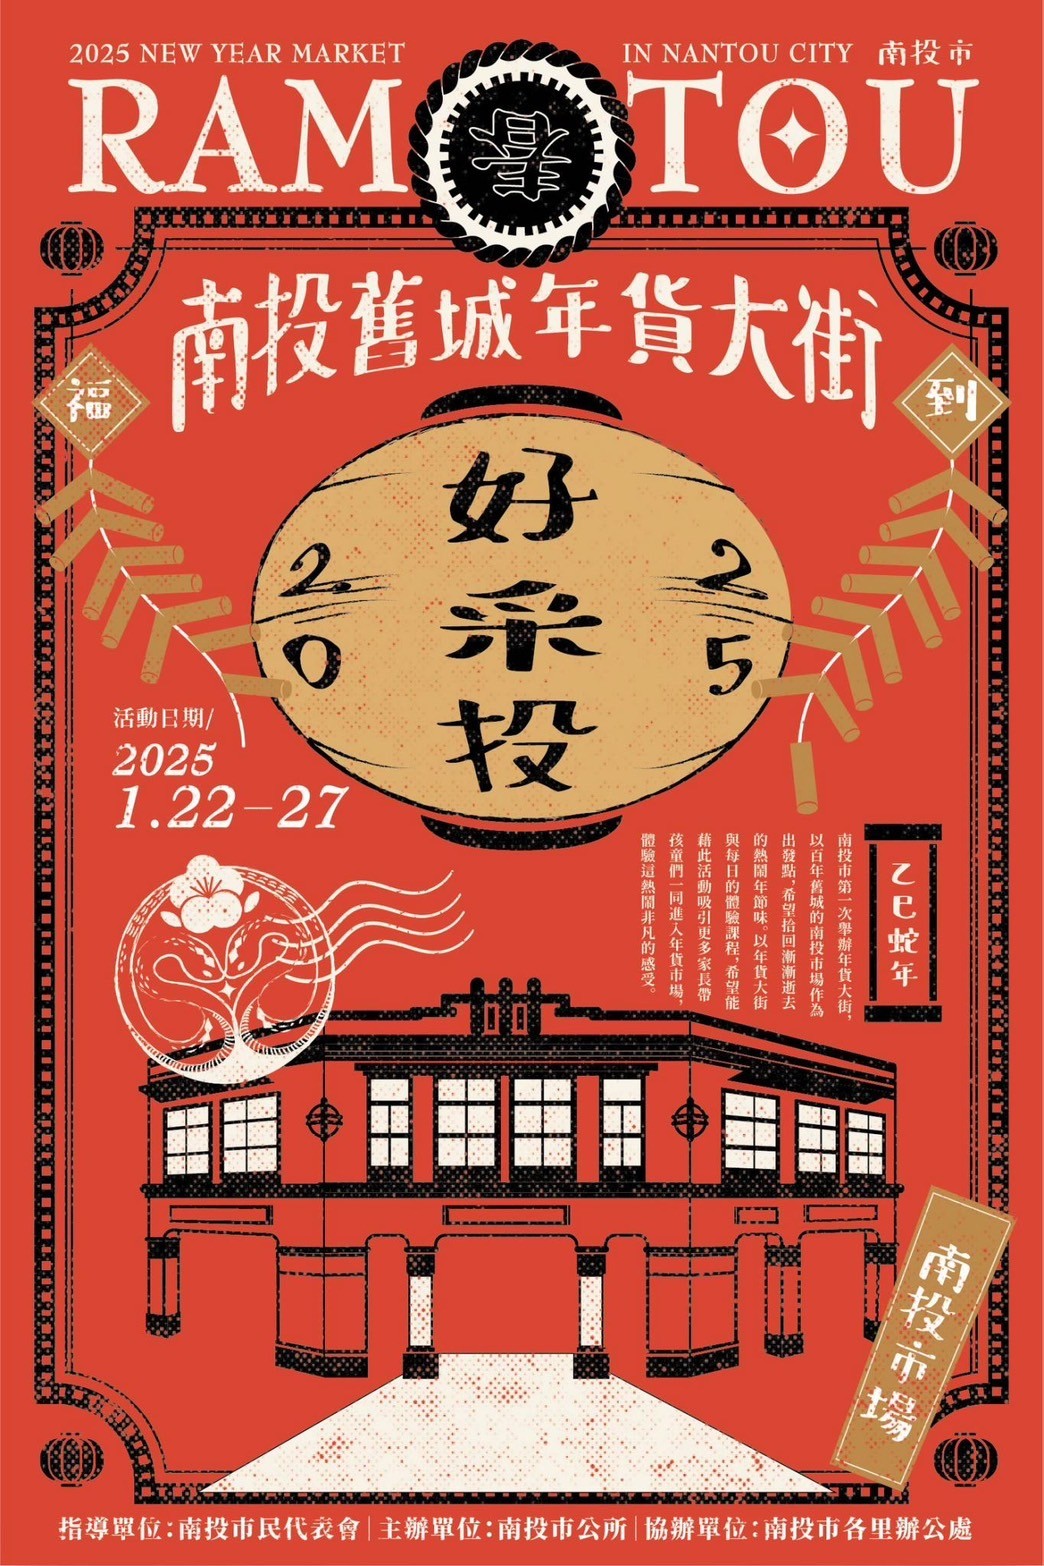 2025 NEW YEAR MARKET
IN NANTOU CITY 南投市
RAM
春
TOU
南投舊城年貨大街
福
到
好采投
2025
活動日期/
2025
1.22-27
乙巳蛇年
南投市第一次舉辦年貨大街，
以百年舊城的南投市場作為
出發點，希望拾回漸漸逝去
的熱鬧年節味。以年貨大街
與每日的體驗課程，希望能
藉此活動吸引更多家長帶
孩童們一同進入年貨市場，
體驗這熱鬧非凡的感受。
南投市場
指導單位：南投市民代表會|主辦單位：南投市公所|協辦單位：南投市各里辦公處